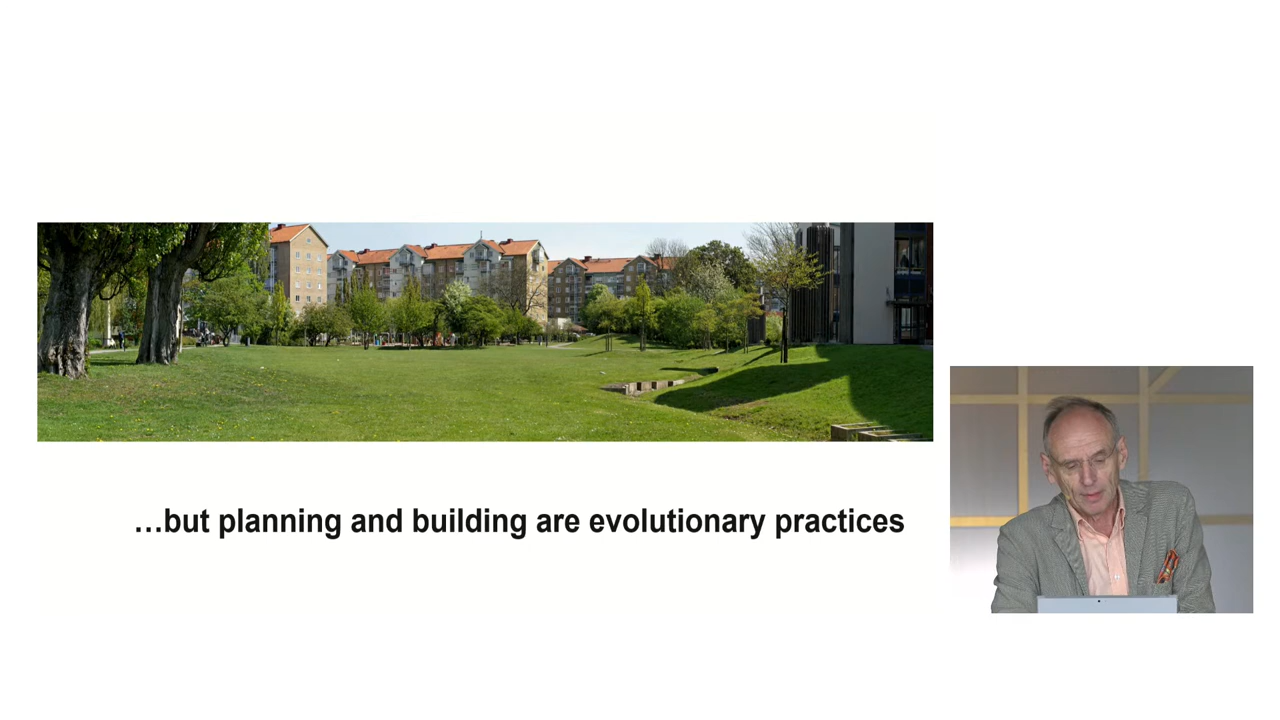 …but planning and building are evolutionary practices